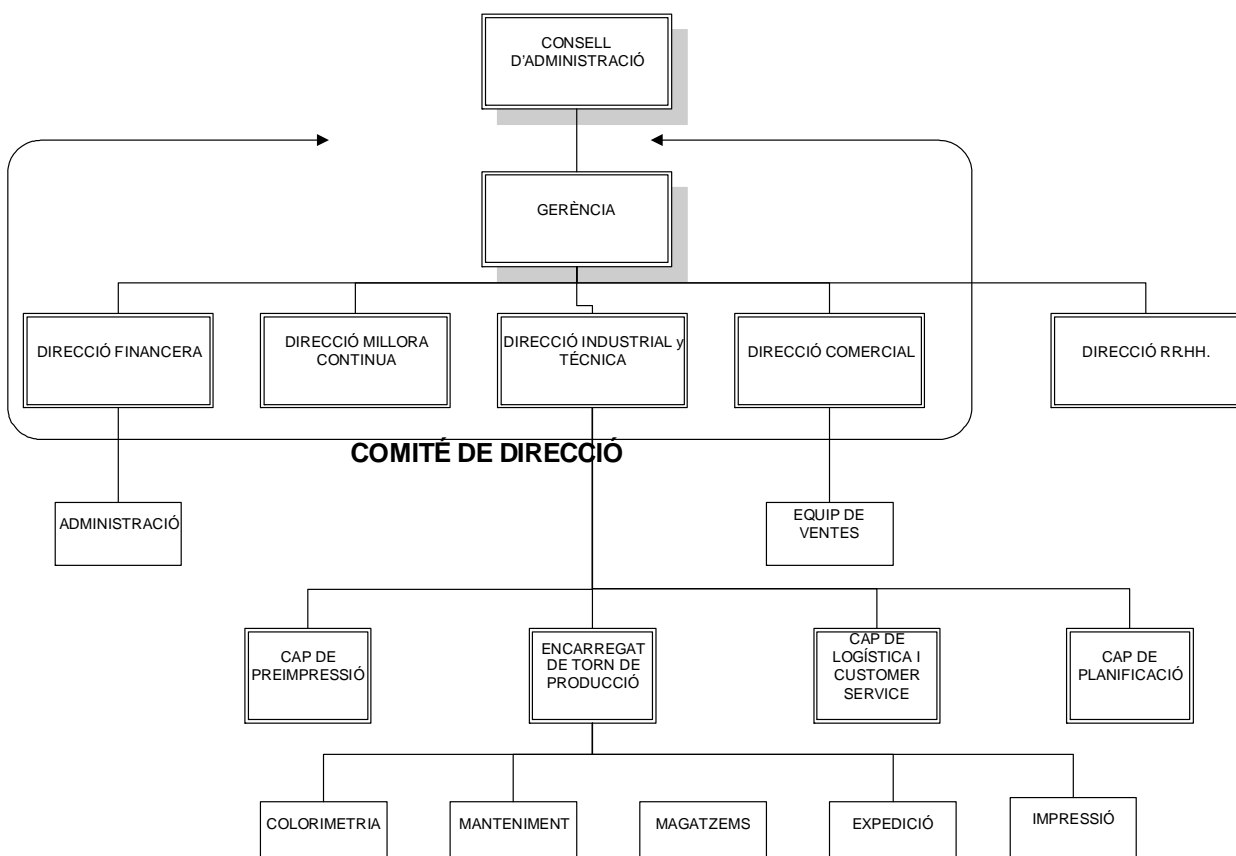 CONSELL
D'ADMINISTRACIÓ
GERÈNCIA
DIRECCIÓ FINANCERA
DIRECCIÓ MILLORA
CONTINUA
DIRECCIÓ INDUSTRIAL y
TÉCNICA
DIRECCIÓ COMERCIAL
DIRECCIÓ RR.HH.
COMITÉ DE DIRECCIÓ
ADMINISTRACIÓ
EQUIP DE
VENTES
CAP DE
PREIMPRESSIÓ
ENCARREGAT
DE TORN DE
PRODUCCIÓ
CAP DE
LOGÍSTICA I
CUSTOMER
SERVICE
CAP DE
PLANIFICACIÓ
COLORIMETRIA
MANTENIMENT
MAGATZEMS
EXPEDICIÓ
IMPRESSIÓ